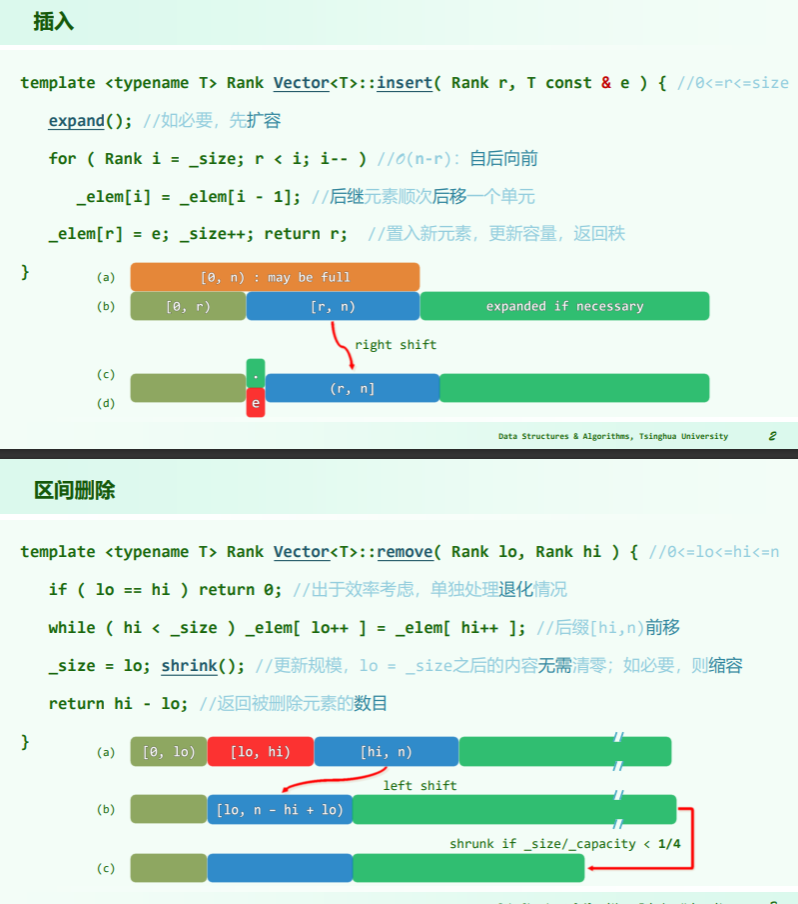 插入
template <typename T> Rank Vector<T>::insert( Rank r, T const & e ) { //0<=r<=size
expand(); //如必要，先扩容
for ( Rank i = _size; r < i; i-- ) //O(n-r)：自后向前
_elem[i] = _elem[i - 1]; //后继元素顺次后移一个单元
_elem[r] = e; _size++; return r; //置入新元素，更新容量，返回秩
}
(a) [0, n) : may be full
(b) [0, r) [r, n) expanded if necessary
right shift
(c) .
(r, n]
(d) e
Data Structures & Algorithms, Tsinghua University 2
区间删除
template <typename T> Rank Vector<T>::remove( Rank lo, Rank hi ) { //0<=lo<=hi<=n
if ( lo == hi ) return 0; //出于效率考虑，单独处理退化情况
while ( hi < _size ) _elem[ lo++ ] = _elem[ hi++ ]; //后缀[hi,n)前移
_size = lo; shrink(); //更新规模，lo = _size之后的内容无需清零；如必要，则缩容
return hi - lo; //返回被删除元素的数目
}
(a) [0, lo) [lo, hi) [hi, n)
left shift
(b) [lo, n - hi + lo)
shrunk if _size/_capacity < 1/4
(c)